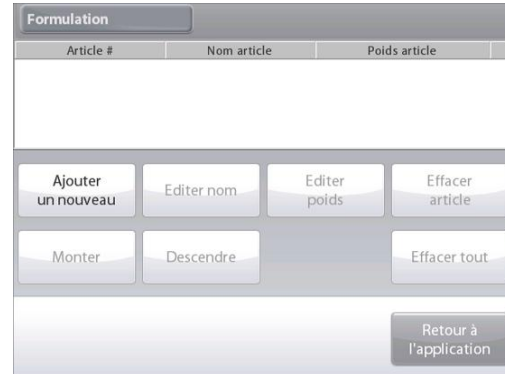 Formulation
Article # Nom article Poids article
Ajouter un nouveau
Editer nom
Editer poids
Effacer article
Monter
Descendre
Effacer tout
Retour à l'application